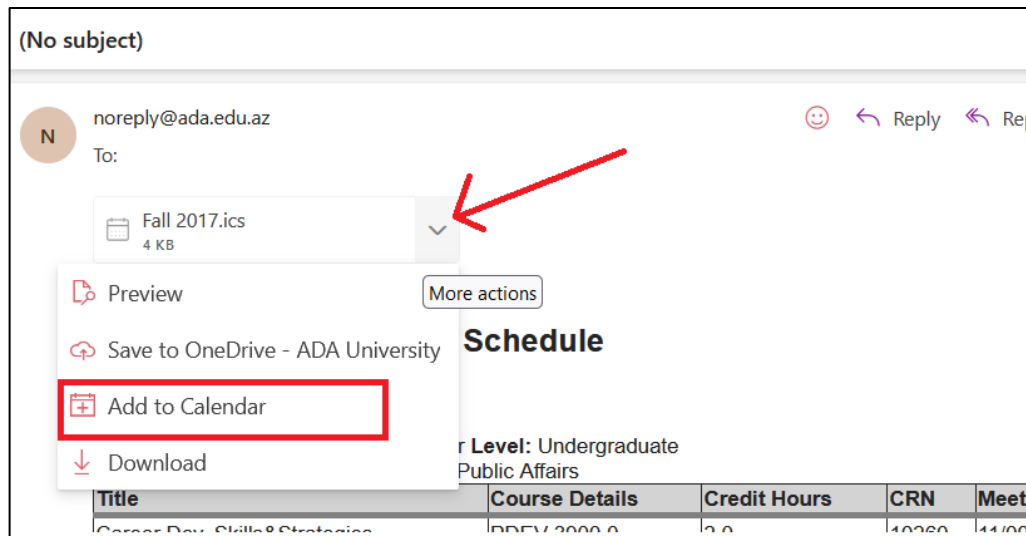 (No subject)
N
noreply@ada.edu.az
Reply
To:
Fall 2017.ics
4 KB
Preview
More actions
Save to OneDrive - ADA University
Schedule
Add to Calendar
r Level: Undergraduate
Download
Public Affairs
Title Course Details Credit Hours CRN Meet